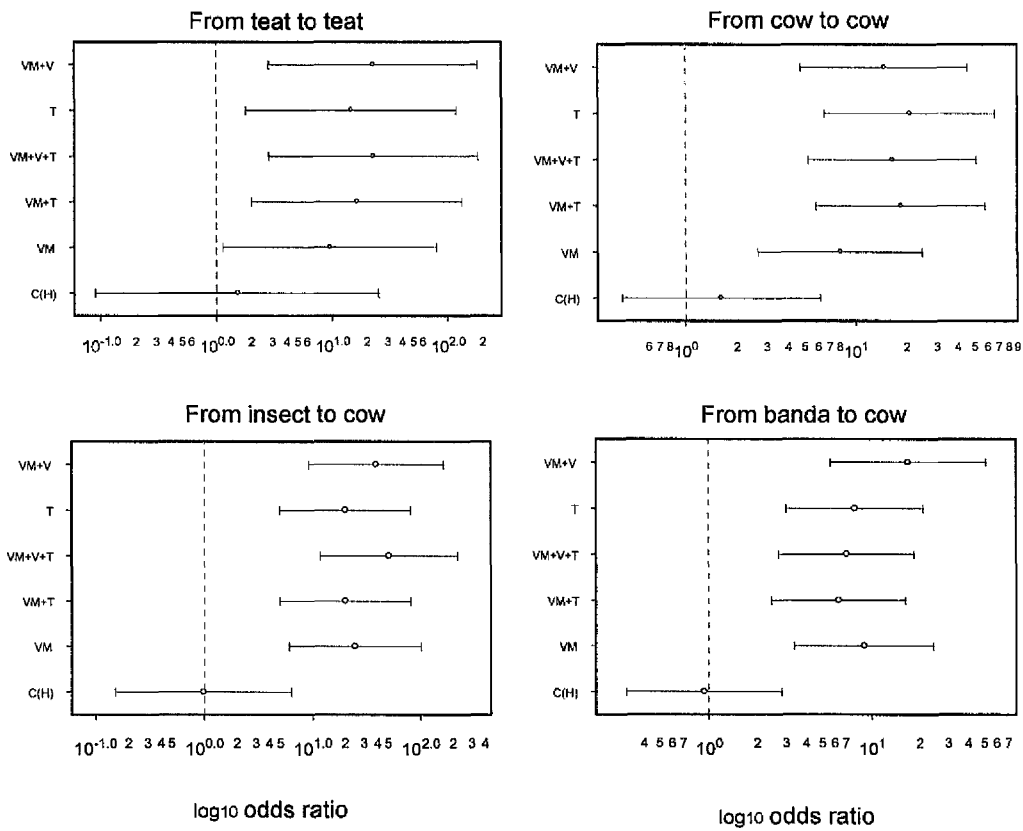 From teat to teat
VM+V
T
VM+V+T
VM+T
VM
C(H)
10-1.0 2 3 4 5 6 100.0 2 3 4 5 6 101.0 2 3 4 5 6 102.0 2
From cow to cow
VM+V
T
VM+V+T
VM+T
VM
C(H)
6 7 8 100 2 3 4 5 6 7 8 101 2 3 4 5 6 7 8 9
From insect to cow
VM+V
T
VM+V+T
VM+T
VM
C(H)
10-1.0 2 3 4 5 100.0 2 3 4 5 101.0 2 3 4 5 102.0 2 3 4
log10 odds ratio
From banda to cow
VM+V
T
VM+V+T
VM+T
VM
C(H)
4 5 6 7 100 2 3 4 5 6 7 101 2 3 4 5 6 7
log10 odds ratio